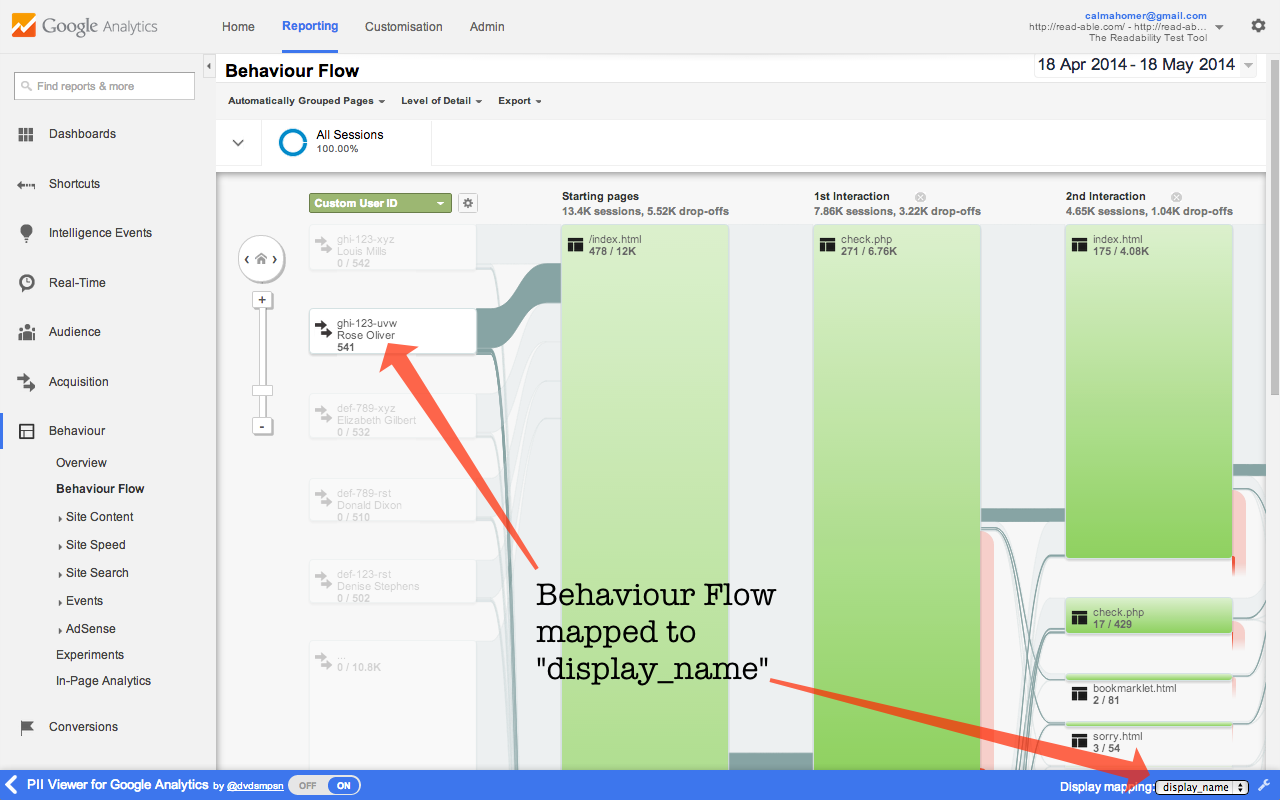 Google Analytics
Home
Reporting
Customisation
Admin
calmahomer@gmail.com
http://read-able.com/ - http://read-ab...
The Readability Test Tool
Find reports & more
Dashboards
Shortcuts
Intelligence Events
Real-Time
Audience
Acquisition
Behaviour
Overview
Behaviour Flow
Site Content
Site Speed
Site Search
Events
AdSense
Experiments
In-Page Analytics
Conversions
Behaviour Flow
18 Apr 2014 - 18 May 2014
Automatically Grouped Pages
Level of Detail
Export
All Sessions
100.00%
Custom User ID
Starting pages
13.4K sessions, 5.52K drop-offs
1st Interaction
7.86K sessions, 3.22K drop-offs
2nd Interaction
4.65K sessions, 1.04K drop-offs
+
-
ghi-123-xyz
Louis Mills
0 / 542
ghi-123-uvw
Rose Oliver
541
def-789-xyz
Elizabeth Gilbert
0 / 532
def-789-rst
Donald Dixon
0 / 510
def-123-rst
Denise Stephens
0 / 502
0 / 10.8K
/index.html
478 / 12K
check.php
271 / 6.76K
index.html
175 / 4.08K
check.php
17 / 429
bookmarklet.html
2 / 81
sorry.html
3 / 54
Behaviour Flow
mapped to
"display_name"
PII Viewer for Google Analytics by @dvdsmpsn
OFF
ON
Display mapping:
display_name